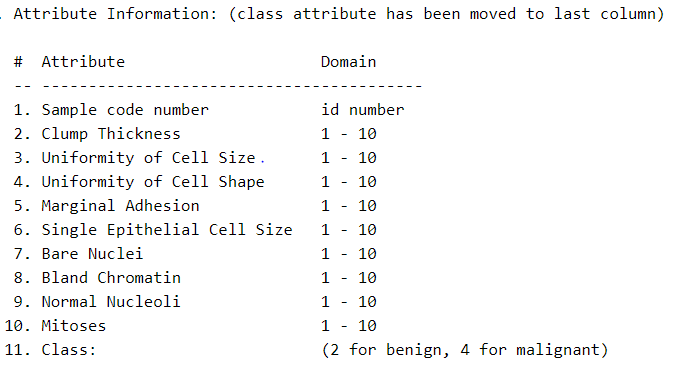 . Attribute Information: (class attribute has been moved to last column)
# Attribute Domain
-- -----------------------------------------
1. Sample code number id number
2. Clump Thickness 1 - 10
3. Uniformity of Cell Size . 1 - 10
4. Uniformity of Cell Shape 1 - 10
5. Marginal Adhesion 1 - 10
6. Single Epithelial Cell Size 1 - 10
7. Bare Nuclei 1 - 10
8. Bland Chromatin 1 - 10
9. Normal Nucleoli 1 - 10
10. Mitoses 1 - 10
11. Class: (2 for benign, 4 for malignant)